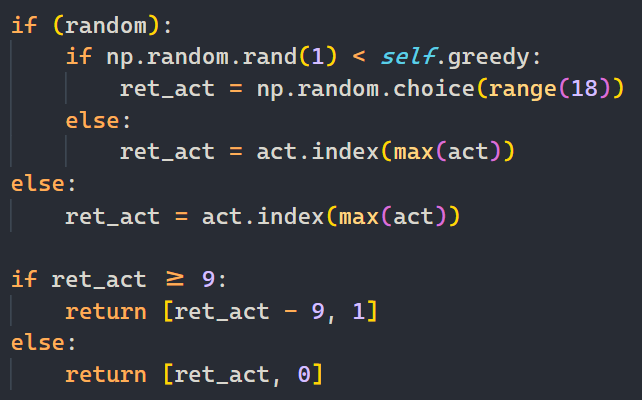 if (random):
    if np.random.rand(1) < self.greedy:
        ret_act = np.random.choice(range(18))
    else:
        ret_act = act.index(max(act))
else:
    ret_act = act.index(max(act))

if ret_act ≥ 9:
    return [ret_act - 9, 1]
else:
    return [ret_act, 0]